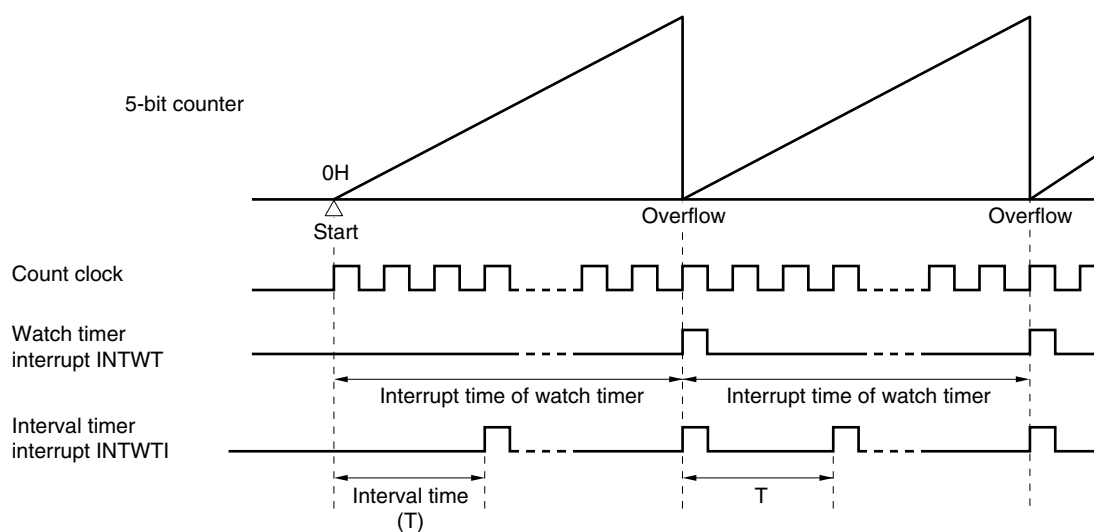 5-bit counter
0H
Start
Overflow
Overflow
Count clock
Watch timer
interrupt INTWT
Interrupt time of watch timer
Interrupt time of watch timer
Interval timer
interrupt INTWTI
Interval time
(T)
T